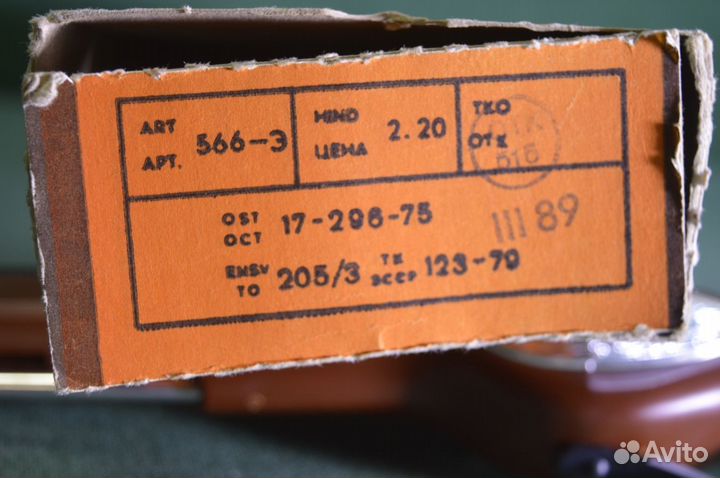 ART
АРТ. 566-Э
HIND
ЦЕНА 2.20
TKO
ОТК
OST
ОСТ 17-296-75
III 89
ENSV TK
ТО 205/3 ЭССР 123-79
Avito